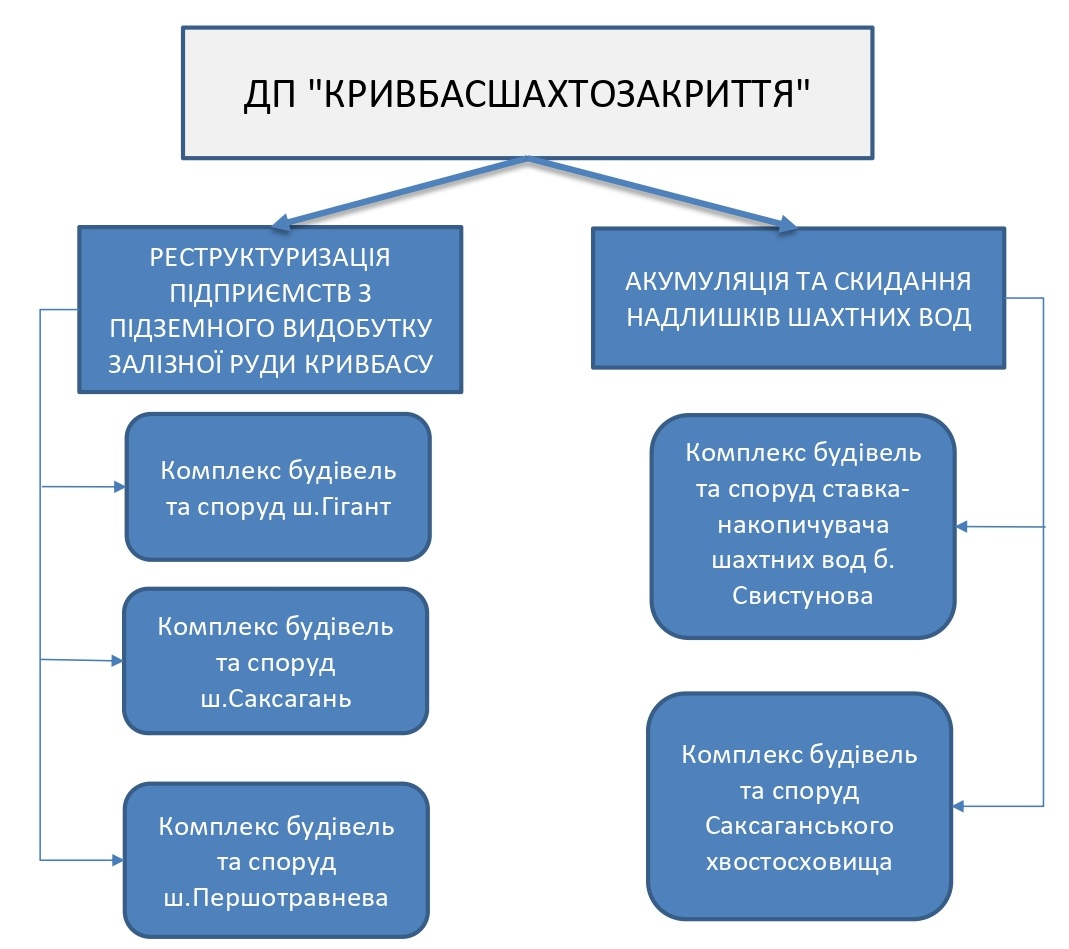 ДП "КРИВБАСШАХТОЗАКРИТТЯ"
РЕСТРУКТУРИЗАЦІЯ
ПІДПРИЄМСТВ З
ПІДЗЕМНОГО ВИДОБУТКУ
ЗАЛІЗНОЇ РУДИ КРИВБАСУ
Комплекс будівель
та споруд ш.Гігант
Комплекс будівель
та споруд
ш.Саксагань
Комплекс будівель
та споруд
ш.Першотравнева
АКУМУЛЯЦІЯ ТА СКИДАННЯ
НАДЛИШКІВ ШАХТНИХ ВОД
Комплекс будівель
та споруд ставка-
накопичувача
шахтних вод б.
Свистунова
Комплекс будівель
та споруд
Саксаганського
хвостосховища